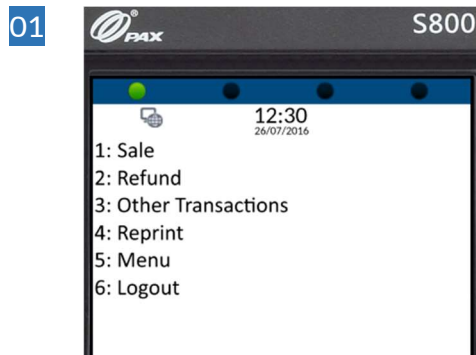 01
PAX
S800
12:30
26/07/2016
1: Sale
2: Refund
3: Other Transactions
4: Reprint
5: Menu
6: Logout